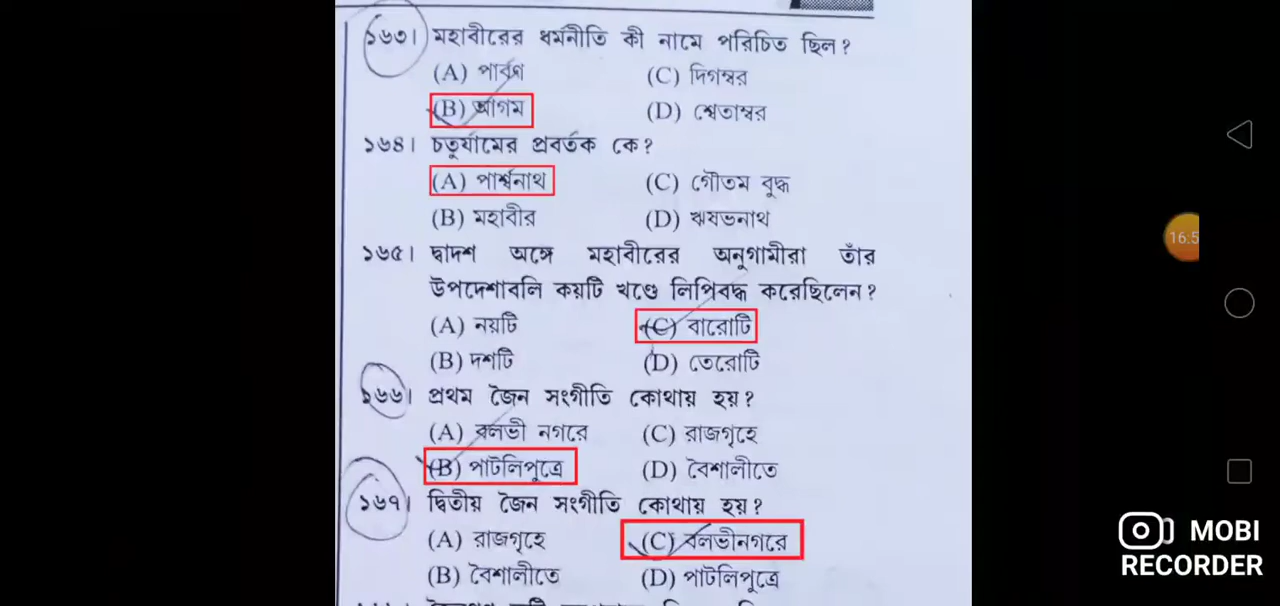 ১৬৩। মহাবীরের ধর্মনীতি কী নামে পরিচিত ছিল?
(A) পার্বণ (C) দিগম্বর
(B) আগম (D) শ্বেতাম্বর
১৬৪। চতুর্যামের প্রবর্তক কে?
(A) পার্শ্বনাথ (C) গৌতম বুদ্ধ
(B) মহাবীর (D) ঋষভনাথ
১৬৫। দ্বাদশ অঙ্গে মহাবীরের অনুগামীরা তাঁর
উপদেশাবলি কয়টি খণ্ডে লিপিবদ্ধ করেছিলেন?
(A) নয়টি (C) বারোটি
(B) দশটি (D) তেরোটি
১৬৬। প্রথম জৈন সংগীতি কোথায় হয়?
(A) বলভী নগরে (C) রাজগৃহে
(B) পাটলিপুত্রে (D) বৈশালীতে
১৬৭। দ্বিতীয় জৈন সংগীতি কোথায় হয়?
(A) রাজগৃহে (C) বলভীনগরে
(B) বৈশালীতে (D) পাটলিপুত্রে
16:5
MOBI
RECORDER